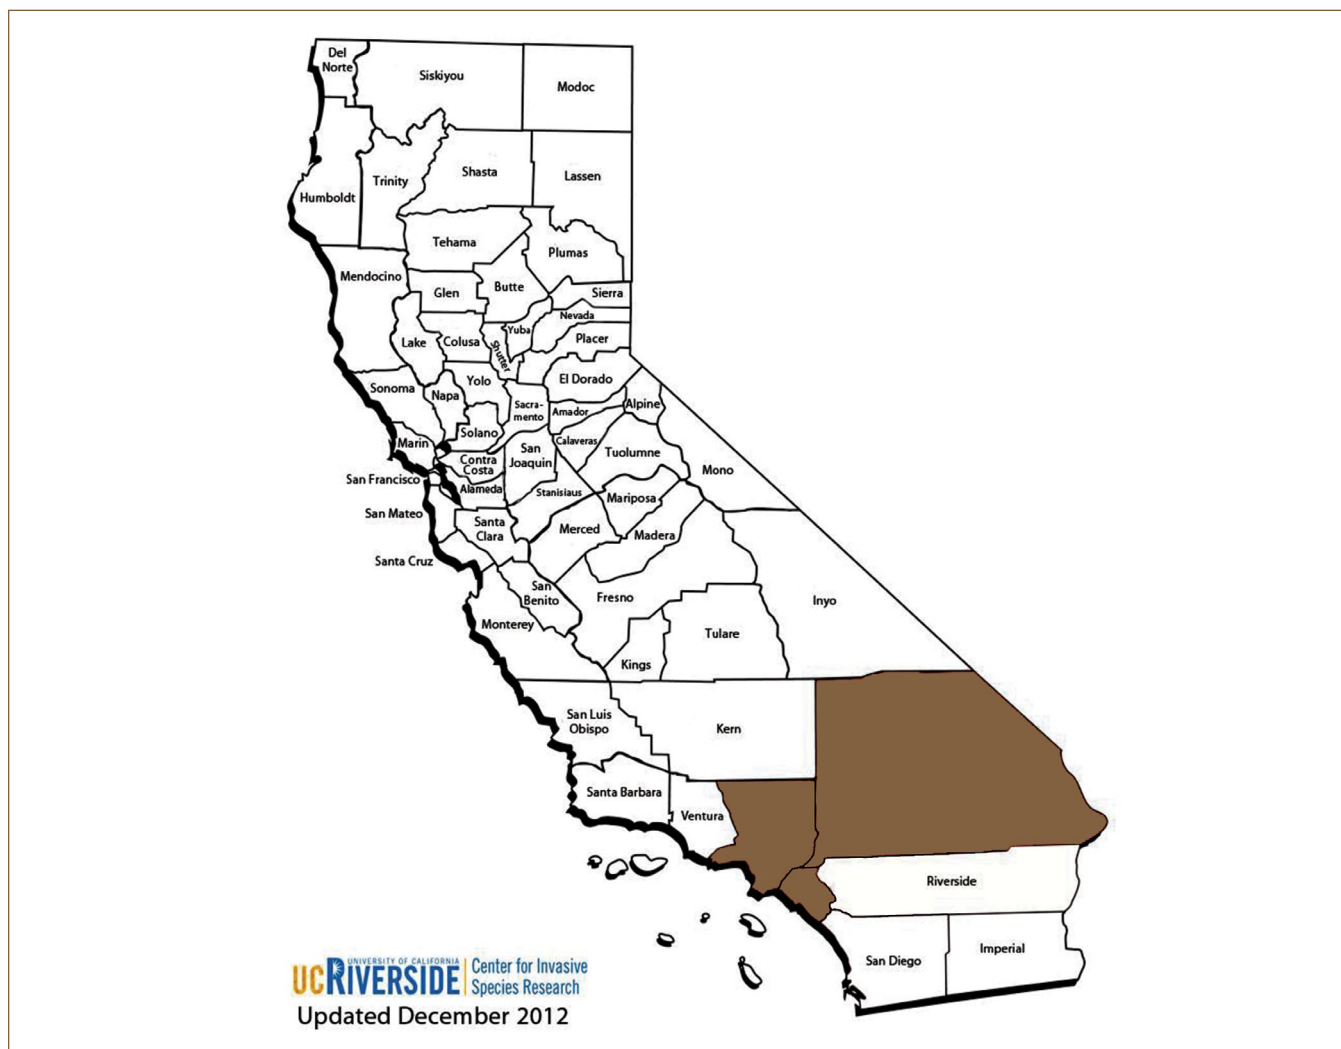 Del
Norte
Siskiyou
Modoc
Humboldt
Trinity
Shasta
Lassen
Tehama
Plumas
Mendocino
Glen
Butte
Sierra
Nevada
Lake
Colusa
Shutter
Yuba
Placer
Sonoma
Napa
Yolo
El Dorado
Sacra-
mento
Amador
Alpine
Solano
Marin
Calaveras
Contra
Costa
San
Joaquin
Tuolumne
Mono
San Francisco
Alameda
Stanisiaus
Mariposa
San Mateo
Santa
Clara
Merced
Madera
Santa Cruz
San
Benito
Fresno
Inyo
Monterey
Tulare
Kings
San Luis
Obispo
Kern
Santa Barbara
Ventura
Riverside
San Diego
Imperial
UNIVERSITY OF CALIFORNIA
UCRIVERSIDE
Center for Invasive
Species Research
Updated December 2012